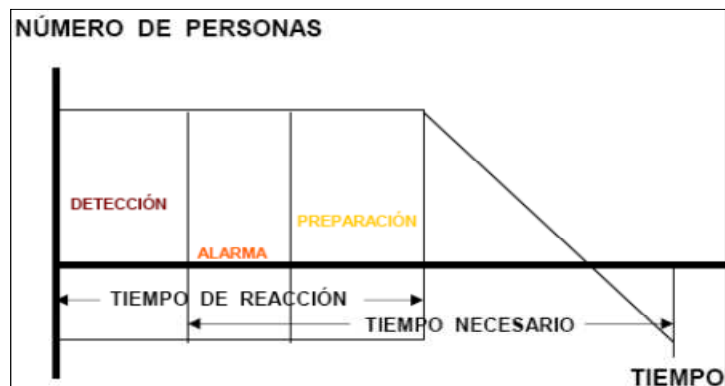 NÚMERO DE PERSONAS
DETECCIÓN
PREPARACIÓN
ALARMA
TIEMPO DE REACCIÓN
TIEMPO NECESARIO
TIEMPO